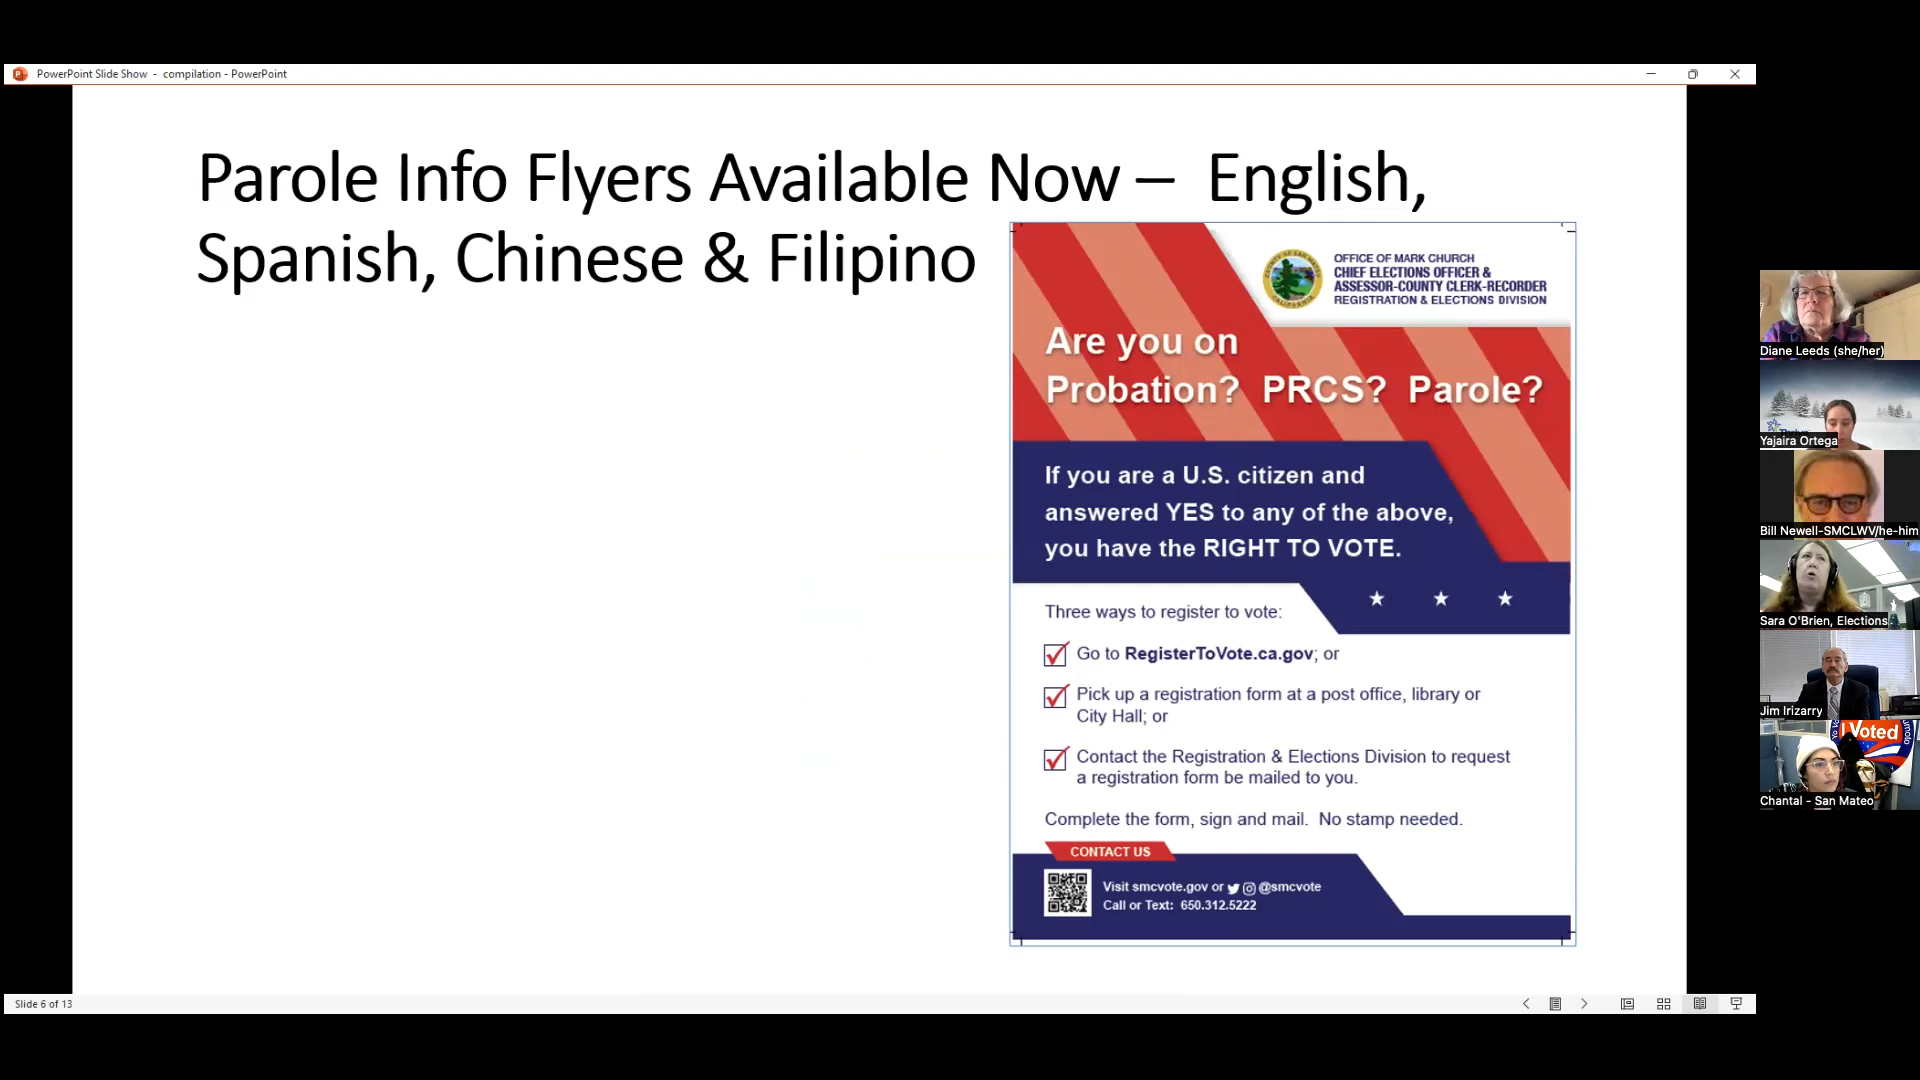 PowerPoint Slide Show - compilation - PowerPoint
Parole Info Flyers Available Now – English,
Spanish, Chinese & Filipino
OFFICE OF MARK CHURCH
CHIEF ELECTIONS OFFICER &
ASSESSOR-COUNTY CLERK-RECORDER
REGISTRATION & ELECTIONS DIVISION
COUNTY OF SAN MATEO
CALIFORNIA
Are you on
Probation? PRCS? Parole?
If you are a U.S. citizen and
answered YES to any of the above,
you have the RIGHT TO VOTE.
Three ways to register to vote:
Go to RegisterToVote.ca.gov; or
Pick up a registration form at a post office, library or
City Hall; or
Contact the Registration & Elections Division to request
a registration form be mailed to you.
Complete the form, sign and mail. No stamp needed.
CONTACT US
Visit smcvote.gov or @smcvote
Call or Text: 650.312.5222
Slide 6 of 13
Diane Leeds (she/her)
Yajaira Ortega
Bill Newell-SMCLWV/he-him
Sara O'Brien, Elections
Jim Irizarry
I Voted
Chantal - San Mateo